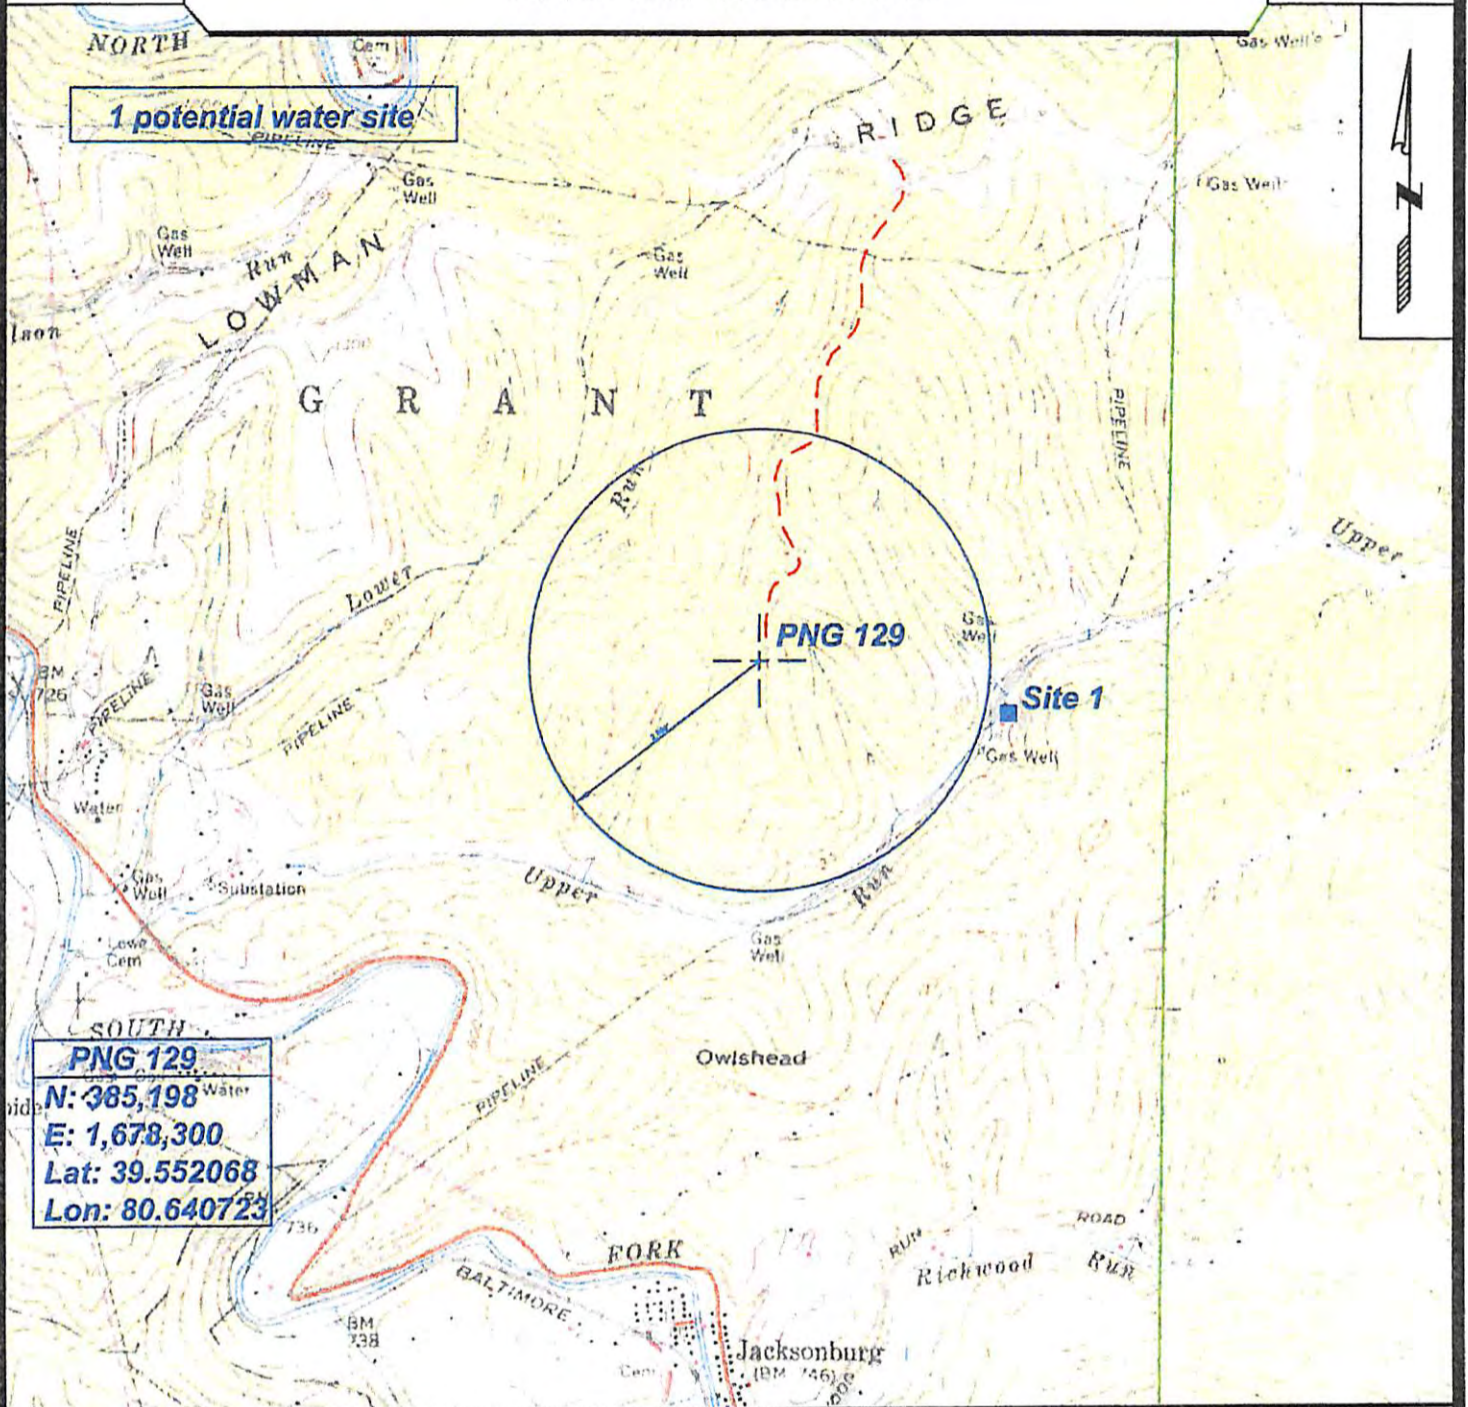 NORTH
Cem
Gas Wells
1 potential water site
PIPELINE
RIDGE
Gas
Well
Gas Well
N
Gas
Well
Run
LOWMAN
Gas
Well
lson
GRANT
PIPELINE
Run
Upper
PIPELINE
Lower
Gas
Well
PNG 129
BM
726
PIPELINE
Gas
Well
PIPELINE
Site 1
Gas Well
Water
Gas
Well
Substation
Upper
Run
Lowe
Cem
Gas
Well
SOUTH
PNG 129
N: 385,198
Water
E: 1,678,300
Lat: 39.552068
Lon: 80.640723
Owlshead
PIPELINE
736
ROAD
RUN
FORK
Richwood
Run
BALTIMORE
BM
738
Jacksonburg
(BM 746)
Cem